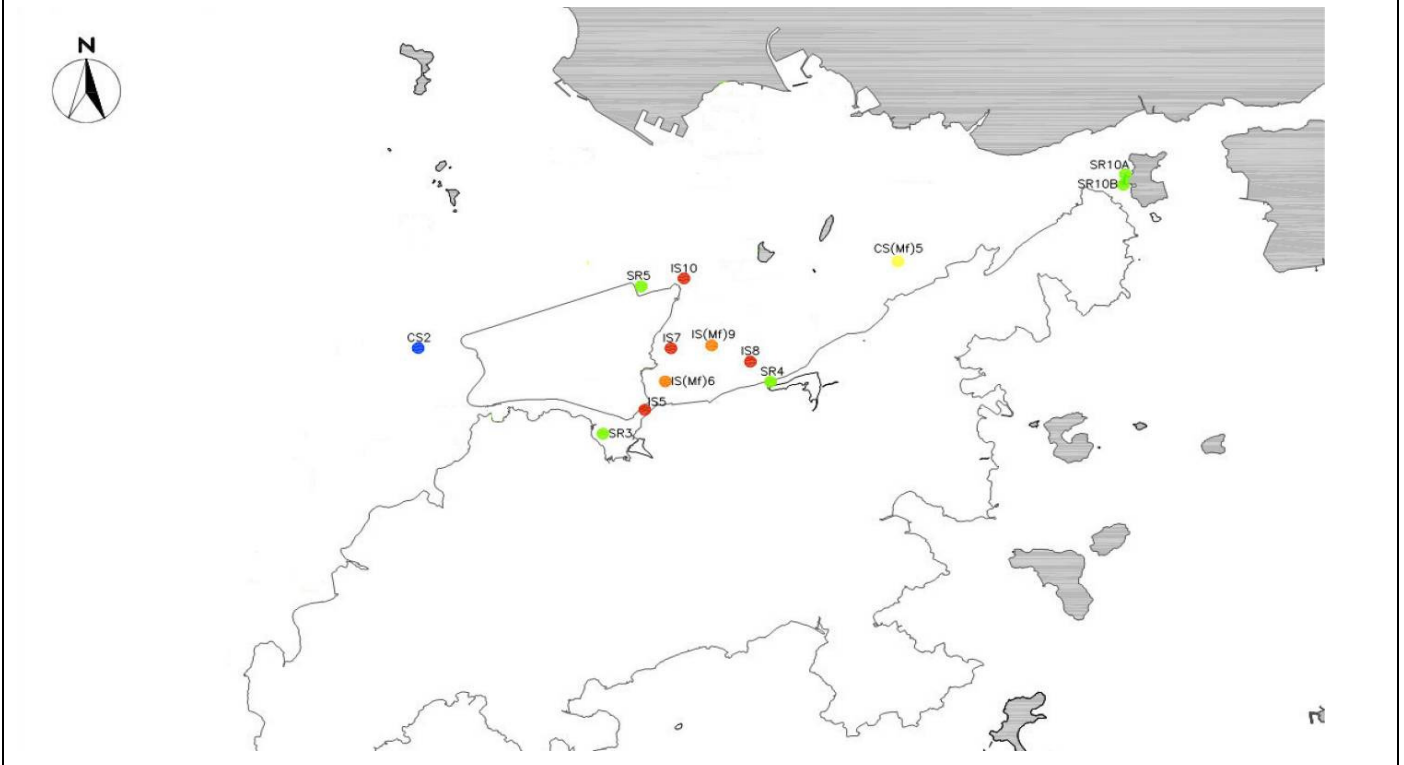 N
SR10A
SR10B
CS(Mf)5
IS10
SR5
CS2
IS7
IS(Mf)9
IS8
SR4
IS(Mf)6
IS5
SR3